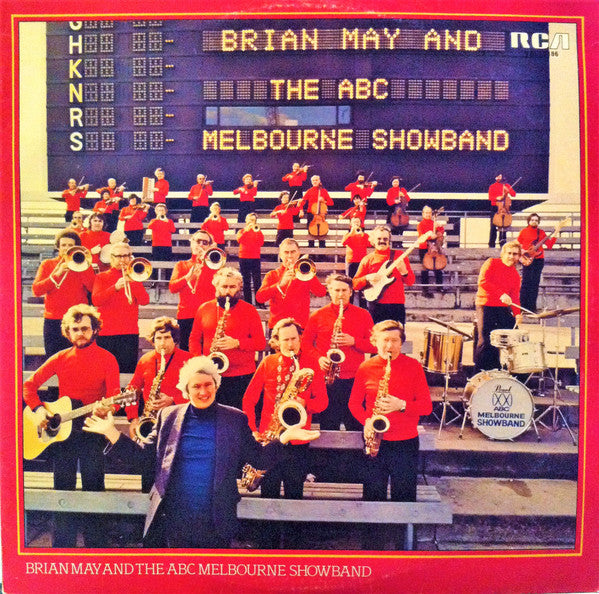 G
H
K
N
R
S
BRIAN MAY AND
THE ABC
MELBOURNE SHOWBAND
RCA
Pearl
ABC
MELBOURNE
SHOWBAND
BRIAN MAY AND THE ABC MELBOURNE SHOWBAND